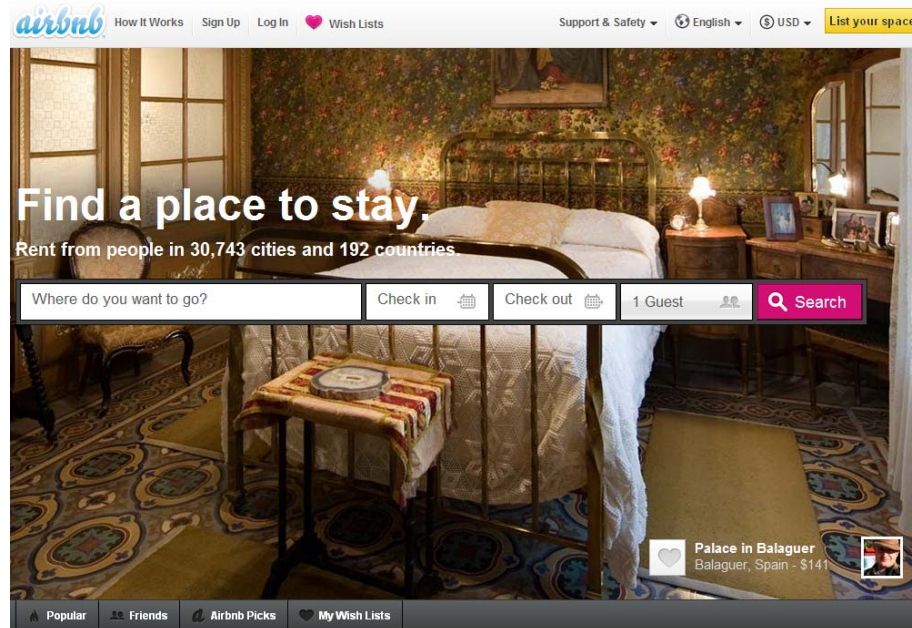 airbnb
How It Works Sign Up Log In Wish Lists Support & Safety English $ USD List your space
Find a place to stay.
Rent from people in 30,743 cities and 192 countries.
Where do you want to go? Check in Check out 1 Guest Search
Palace in Balaguer
Balaguer, Spain - $141
Popular Friends a Airbnb Picks My Wish Lists